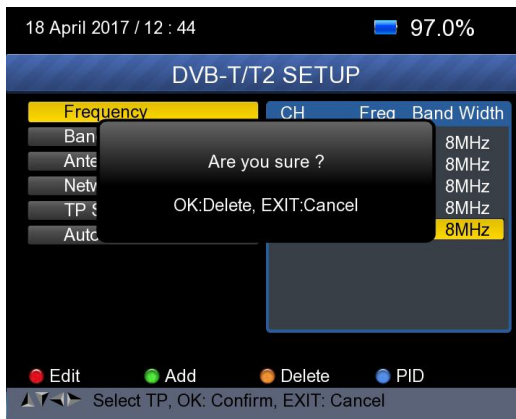 18 April 2017 / 12 : 44 97.0%
DVB-T/T2 SETUP
Frequency
CH Freq Band Width
8MHz
8MHz
8MHz
8MHz
8MHz
Are you sure ?
OK:Delete, EXIT:Cancel
Edit Add Delete PID
Select TP, OK: Confirm, EXIT: Cancel